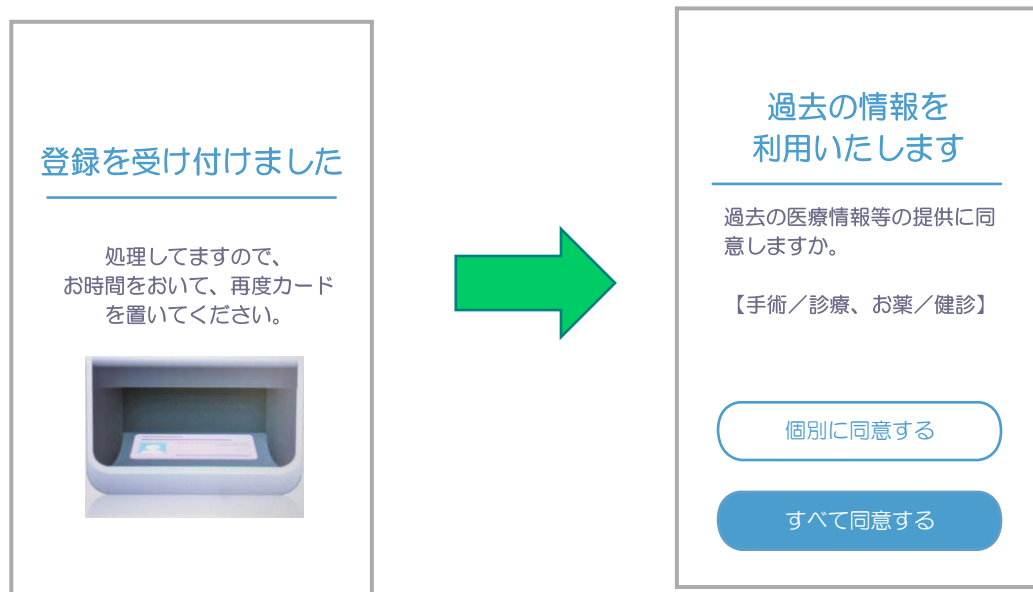 登録を受け付けました
処理してますので、
お時間をおいて、再度カード
を置いてください。
過去の情報を
利用いたします
過去の医療情報等の提供に同
意しますか。
【手術／診療、お薬／健診】
個別に同意する
すべて同意する